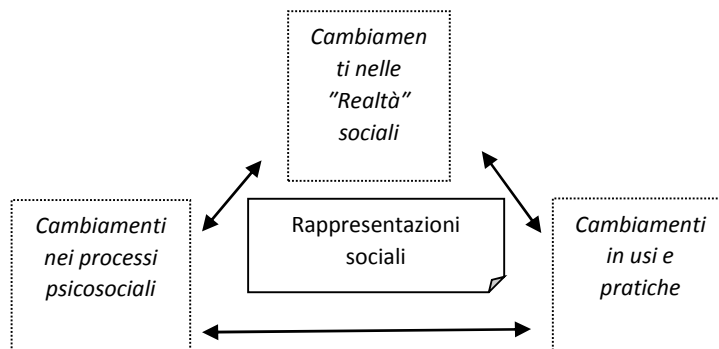 Cambiamen
ti nelle
"Realtà"
sociali
Cambiamenti
nei processi
psicosociali
Rappresentazioni
sociali
Cambiamenti
in usi e
pratiche